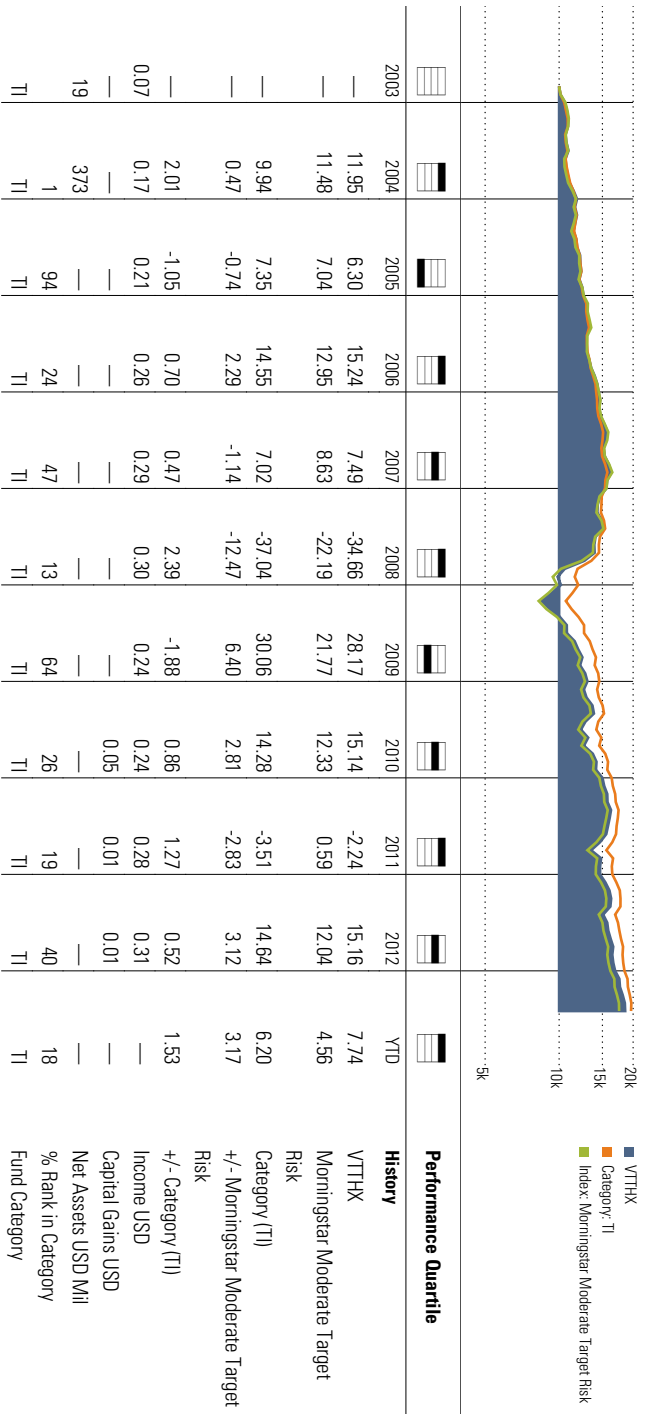 VTTHX
Category: TI
Index: Morningstar Moderate Target Risk
20k
15k
10k
5k
Performance Quartile
2003 2004 2005 2006 2007 2008 2009 2010 2011 2012 YTD History
— 11.95 6.30 15.24 7.49 -34.66 28.17 15.14 -2.24 15.16 7.74 VTTHX
— 11.48 7.04 12.95 8.63 -22.19 21.77 12.33 0.59 12.04 4.56 Morningstar Moderate Target
Risk
— 9.94 7.35 14.55 7.02 -37.04 30.06 14.28 -3.51 14.64 6.20 Category (TI)
— 0.47 -0.74 2.29 -1.14 -12.47 6.40 2.81 -2.83 3.12 3.17 +/- Morningstar Moderate Target
Risk
— 2.01 -1.05 0.70 0.47 2.39 -1.88 0.86 1.27 0.52 1.53 +/- Category (TI)
0.07 0.17 0.21 0.26 0.29 0.30 0.24 0.24 0.28 0.31 — Income USD
— — — — — — — 0.05 0.01 0.01 — Capital Gains USD
19 373 — — — — — — — — — Net Assets USD Mil
1 94 24 47 13 64 26 19 40 18 % Rank in Category
TI TI TI TI TI TI TI TI TI TI TI Fund Category